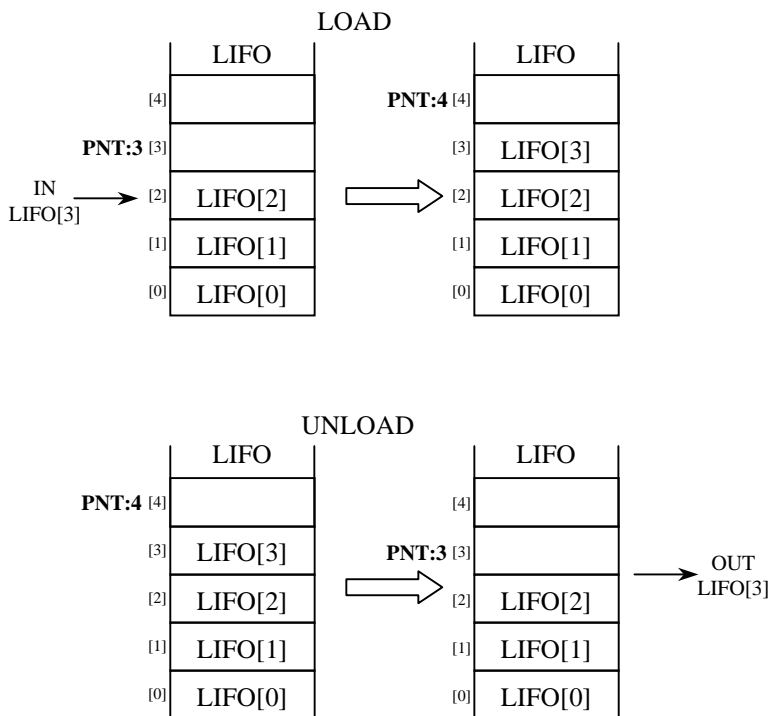 LOAD
LIFO LIFO
[4] PNT:4 [4]
PNT:3 [3] [3] LIFO[3]
IN
LIFO[3]
[2] LIFO[2] [2] LIFO[2]
[1] LIFO[1] [1] LIFO[1]
[0] LIFO[0] [0] LIFO[0]
UNLOAD
LIFO LIFO
PNT:4 [4] [4]
[3] LIFO[3] PNT:3 [3]
OUT
LIFO[3]
[2] LIFO[2] [2] LIFO[2]
[1] LIFO[1] [1] LIFO[1]
[0] LIFO[0] [0] LIFO[0]